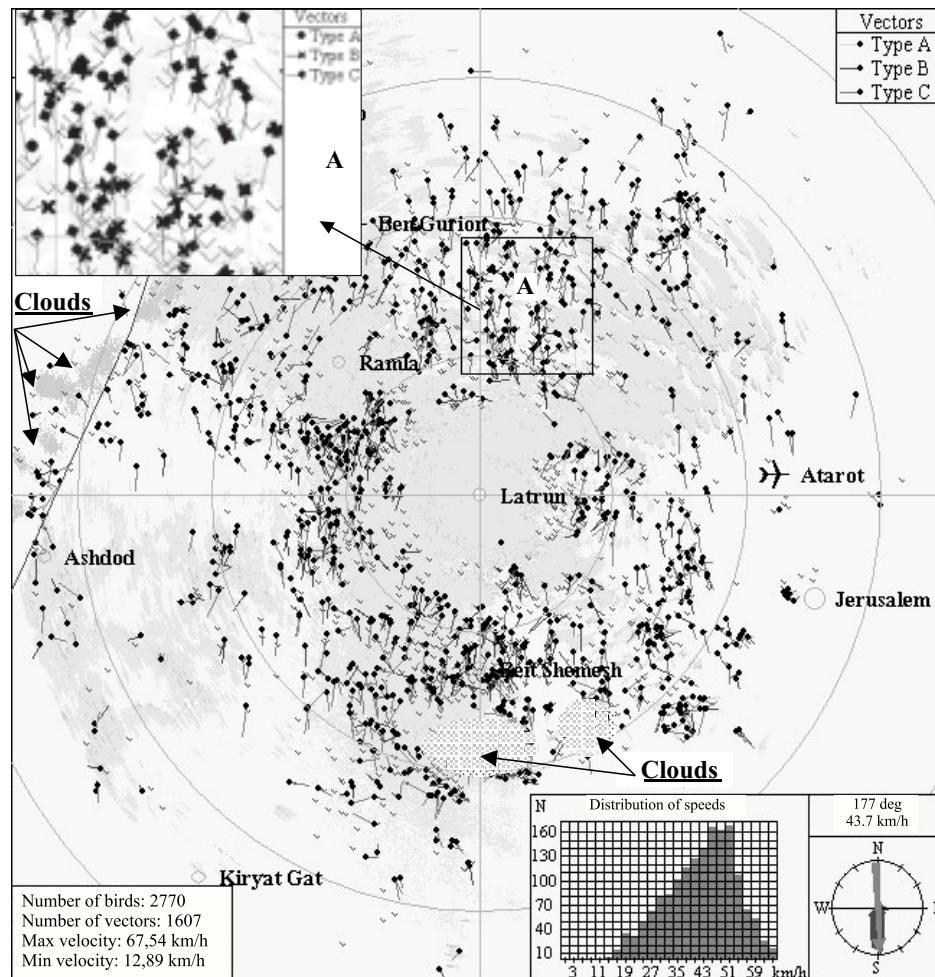 Vectors
Type A
Type B
Type C
Vectors
Type A
Type B
Type C
A
Ben Gurion
A
Clouds
Ramla
Latrun
Atarot
Ashdod
Jerusalem
Beit Shemesh
Clouds
Kiryat Gat
Number of birds: 2770
Number of vectors: 1607
Max velocity: 67,54 km/h
Min velocity: 12,89 km/h
N
Distribution of speeds
160
130
100
70
40
10
3 11 19 27 35 43 51 59 km/h
177 deg
43.7 km/h
N
W
S